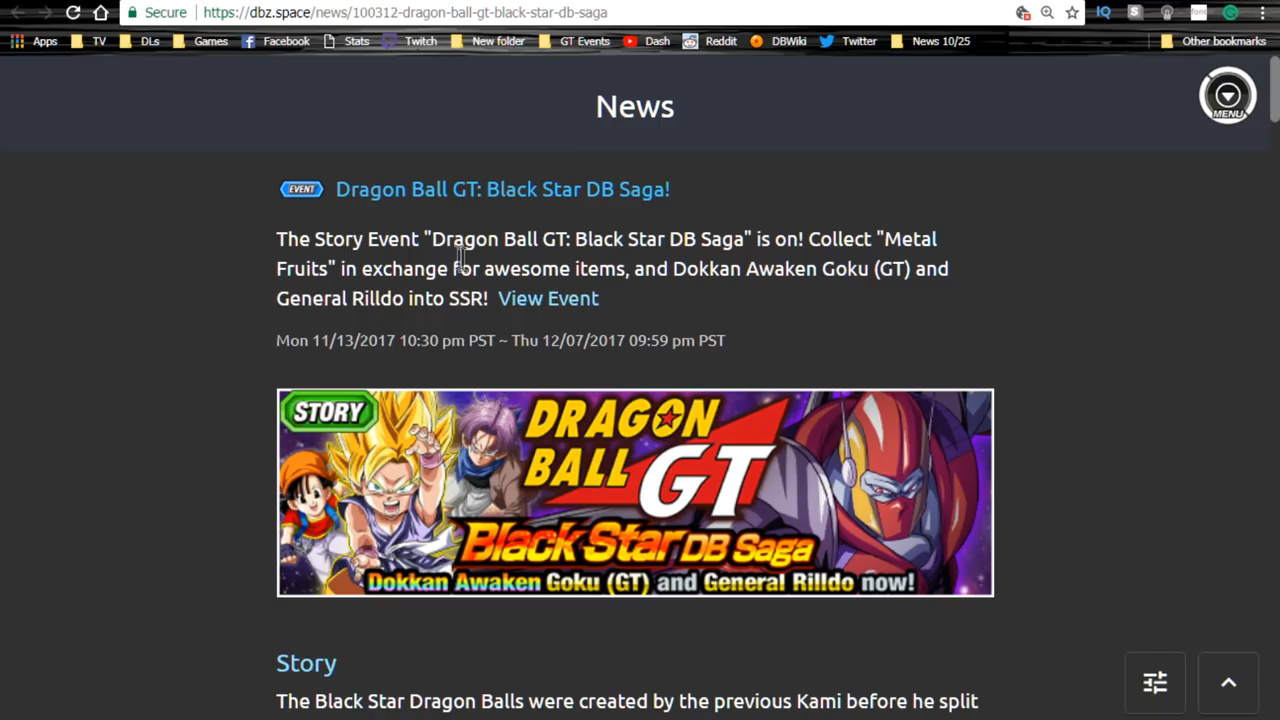 Secure https://dbz.space/news/100312-dragon-ball-gt-black-star-db-saga
Apps TV DLs Games Facebook Stats Twitch New folder GT Events Dash Reddit DBWiki Twitter News 10/25 Other bookmarks
News
MENU
EVENT Dragon Ball GT: Black Star DB Saga!
The Story Event "Dragon Ball GT: Black Star DB Saga" is on! Collect "Metal
Fruits" in exchange for awesome items, and Dokkan Awaken Goku (GT) and
General Rilldo into SSR! View Event
Mon 11/13/2017 10:30 pm PST ~ Thu 12/07/2017 09:59 pm PST
STORY
DRAGON
BALL GT
Black Star DB Saga
Dokkan Awaken Goku (GT) and General Rilldo now!
Story
The Black Star Dragon Balls were created by the previous Kami before he split